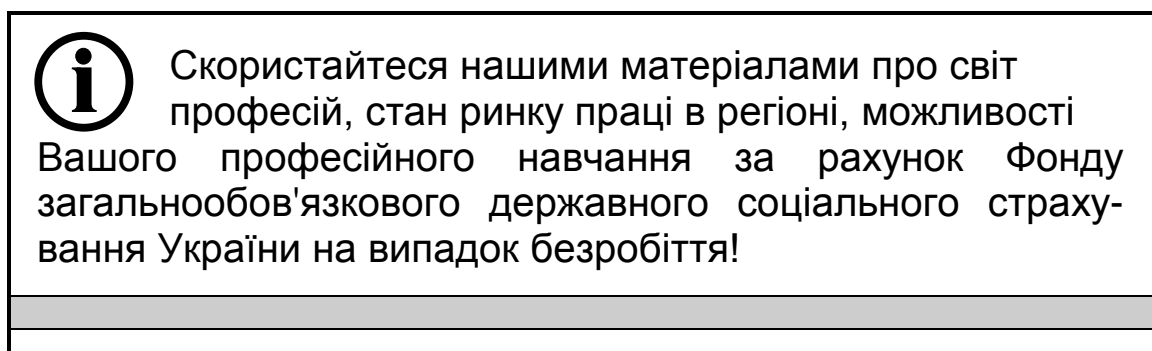 Скористайтеся нашими матеріалами про світ
професій, стан ринку праці в регіоні, можливості
Вашого професійного навчання за рахунок Фонду
загальнообов'язкового державного соціального страху-
вання України на випадок безробіття!